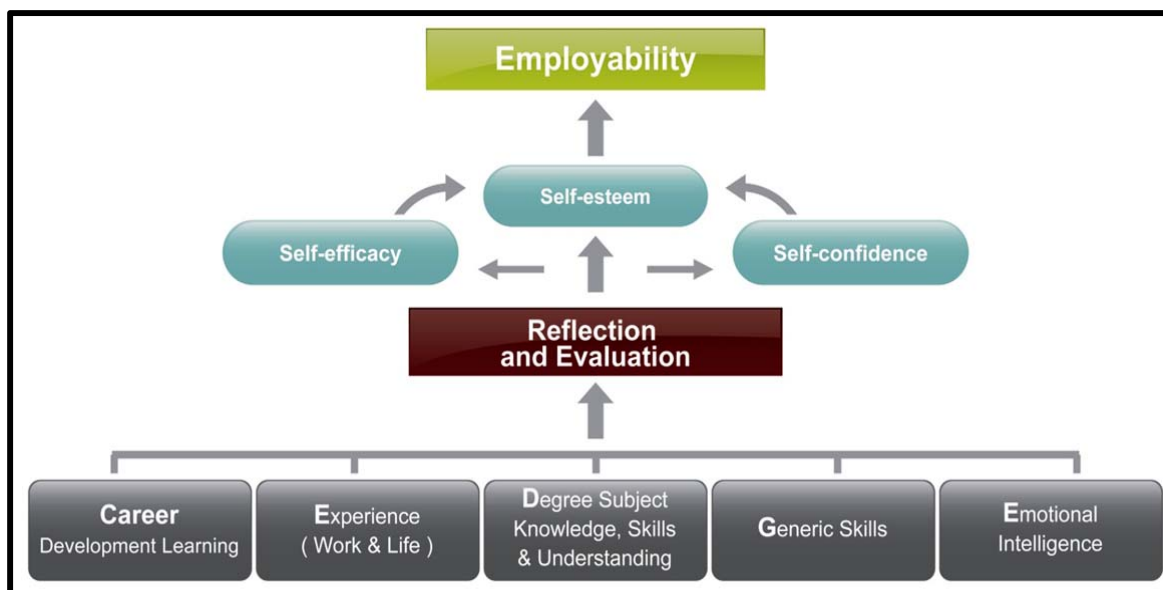 Employability
Self-esteem
Self-efficacy
Self-confidence
Reflection
and Evaluation
Career
Development Learning
Experience
( Work & Life )
Degree Subject
Knowledge, Skills
& Understanding
Generic Skills
Emotional
Intelligence